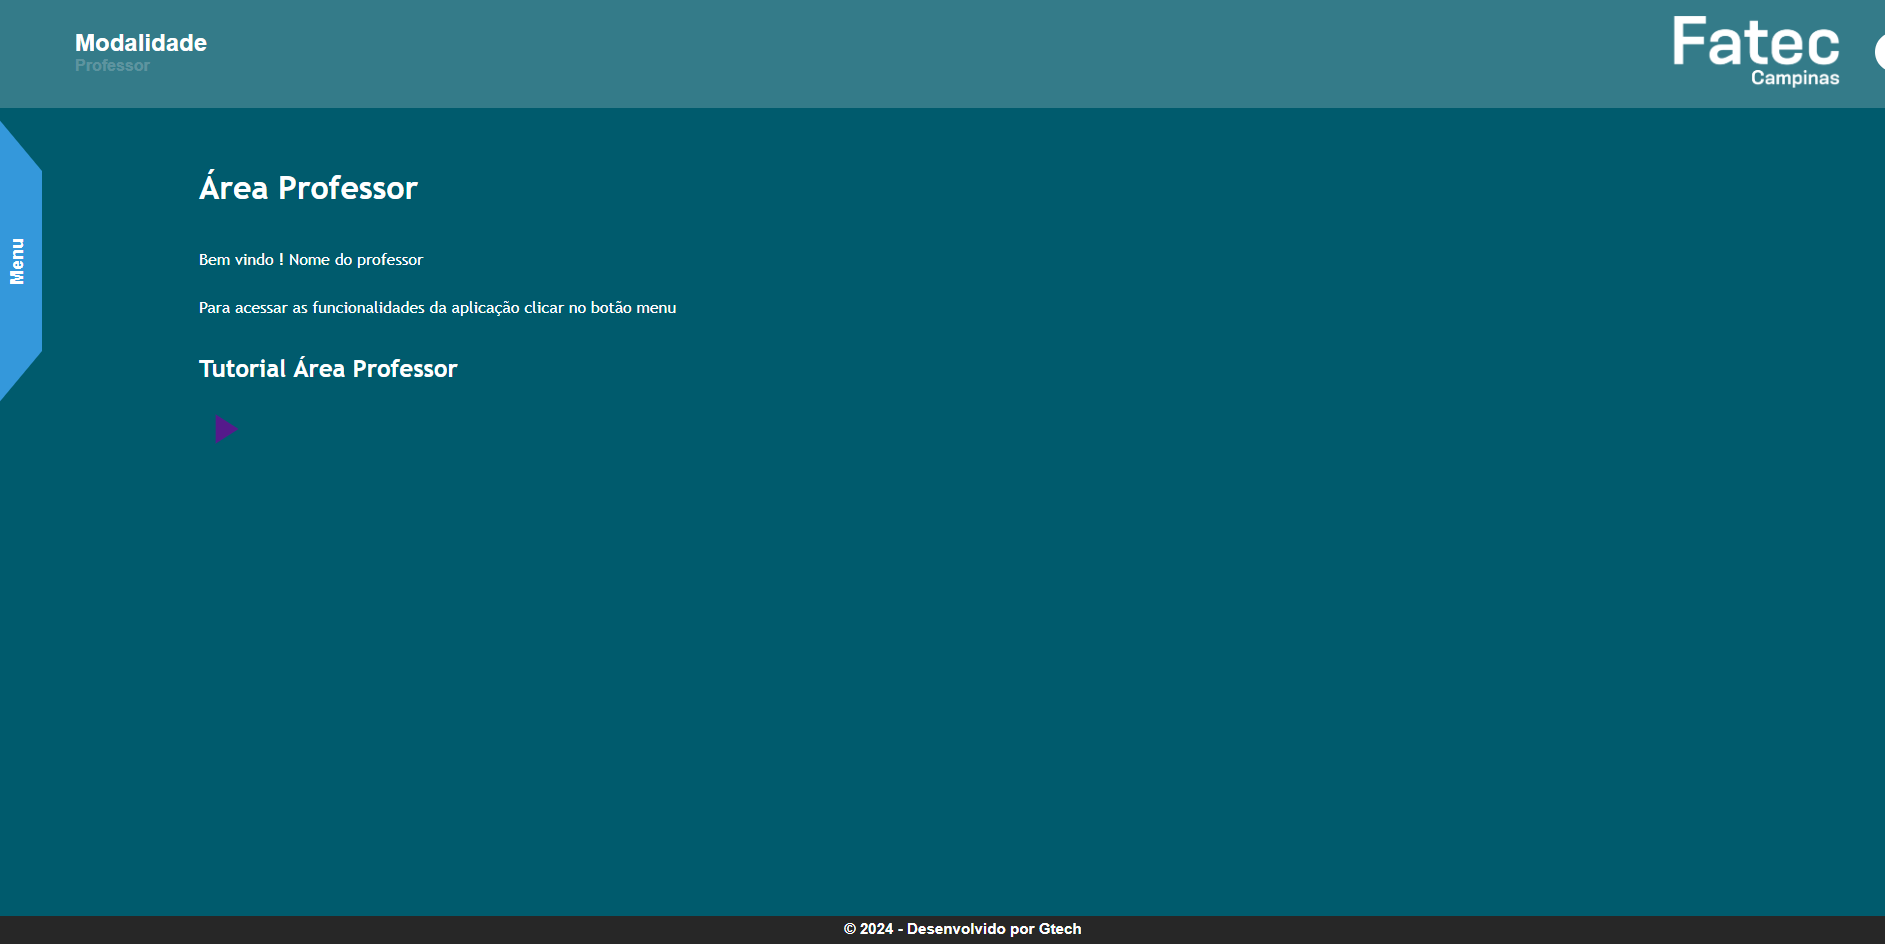 Modalidade
Professor
Fatec
Campinas
Menu
Área Professor
Bem vindo ! Nome do professor
Para acessar as funcionalidades da aplicação clicar no botão menu
Tutorial Área Professor
© 2024 - Desenvolvido por Gtech